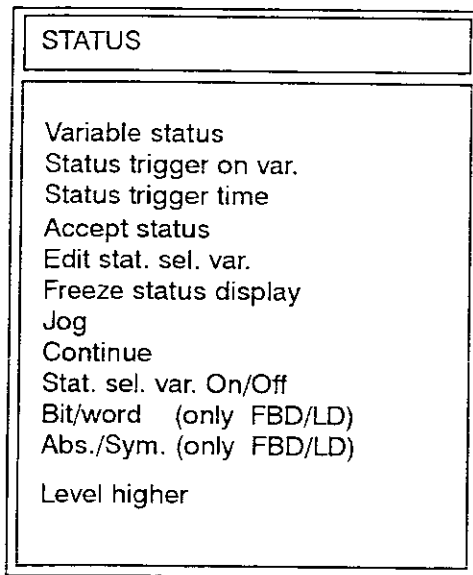 STATUS
Variable status
Status trigger on var.
Status trigger time
Accept status
Edit stat. sel. var.
Freeze status display
Jog
Continue
Stat. sel. var. On/Off
Bit/word (only FBD/LD)
Abs./Sym. (only FBD/LD)
Level higher